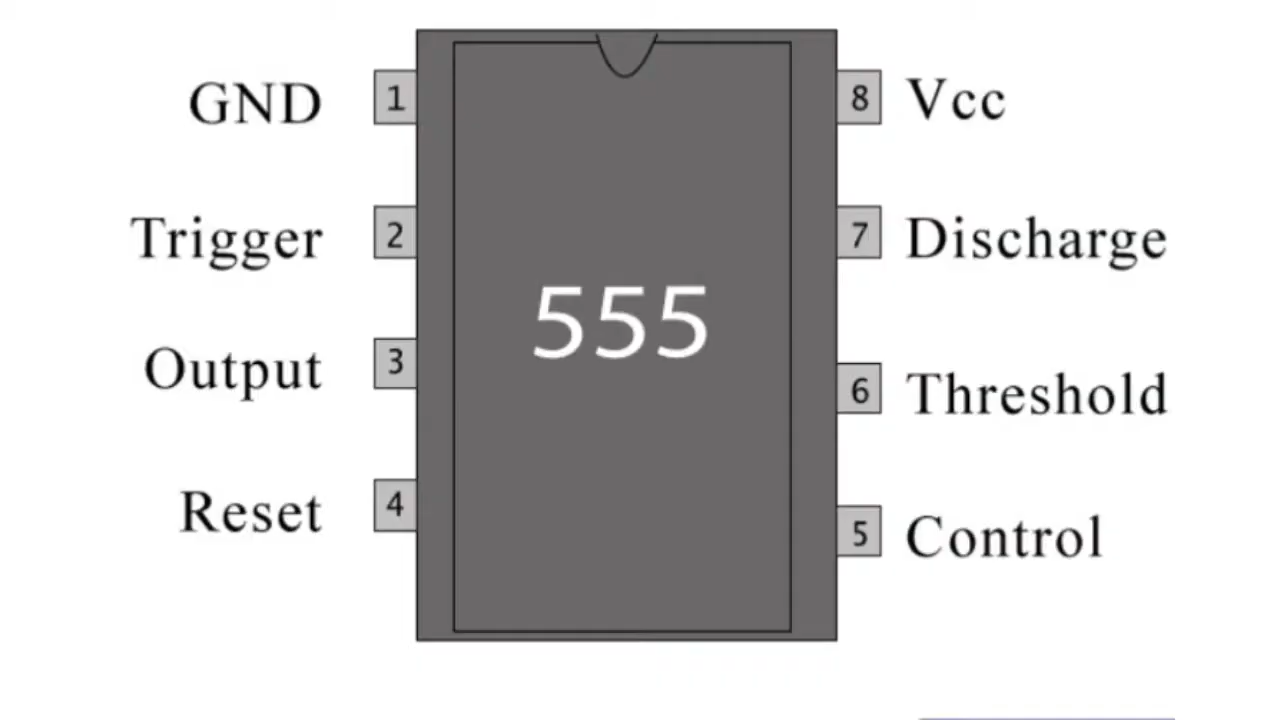 GND 1 8 Vcc
Trigger 2 7 Discharge
555
Output 3 6 Threshold
Reset 4 5 Control